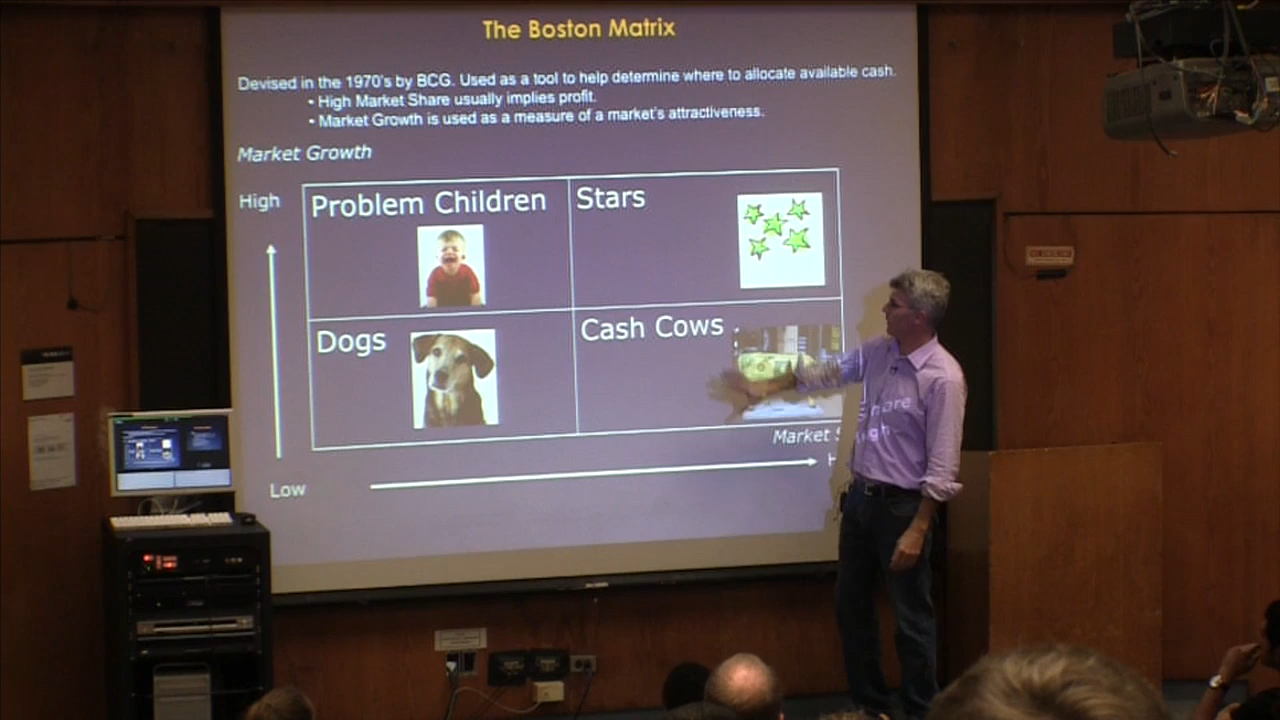 The Boston Matrix
Devised in the 1970's by BCG. Used as a tool to help determine where to allocate available cash.
• High Market Share usually implies profit.
• Market Growth is used as a measure of a market's attractiveness.
Market Growth
High
Problem Children
Stars
Dogs
Cash Cows
Market Share
High
Low